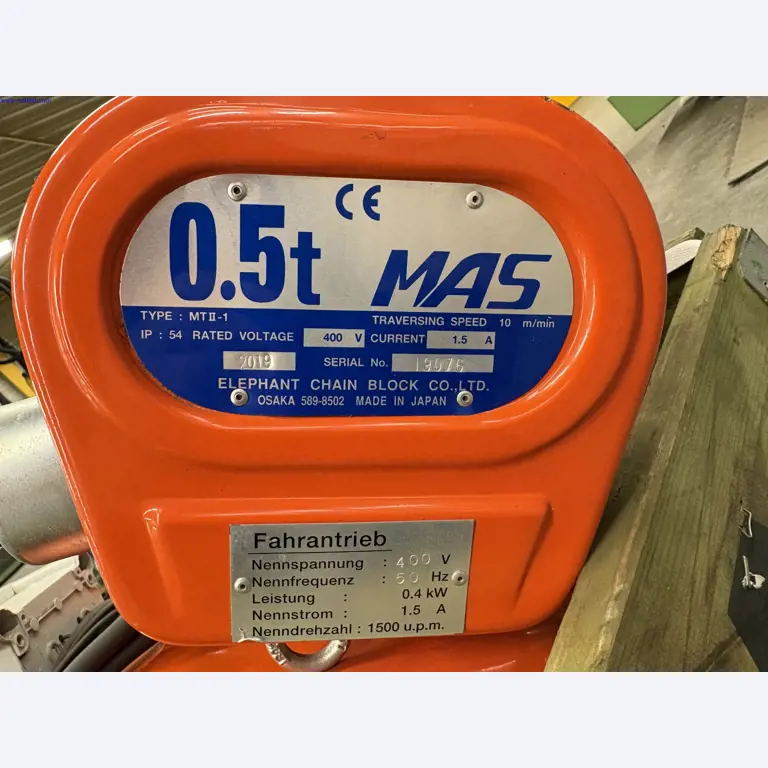 CE
0.5t MAS
TYPE : MTⅡ-1 TRAVERSING SPEED 10 m/min
IP : 54 RATED VOLTAGE 400 V CURRENT 1.5 A
2019 SERIAL No. 19976
ELEPHANT CHAIN BLOCK CO.,LTD.
OSAKA 589-8502 MADE IN JAPAN
Fahrantrieb
Nennspannung : 400 V
Nennfrequenz : 50 Hz
Leistung : 0.4 kW
Nennstrom : 1.5 A
Nenndrehzahl : 1500 u.p.m.